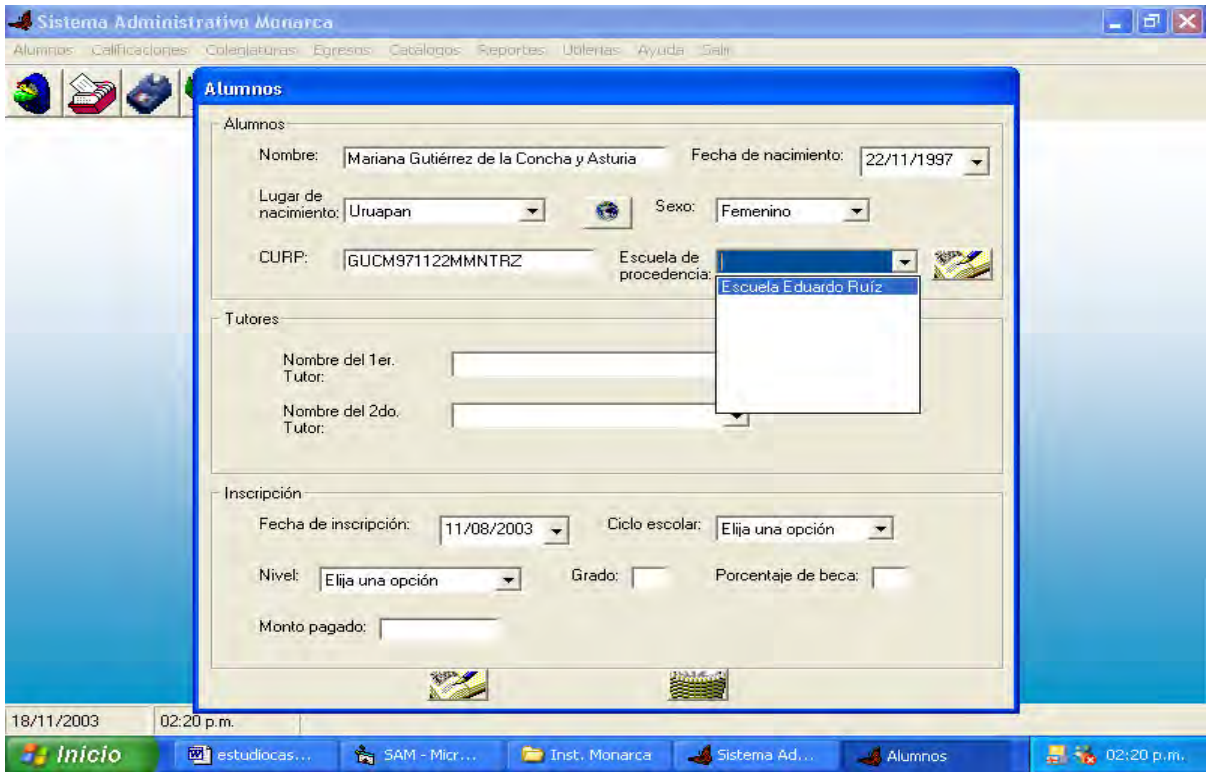 Sistema Administrativo Monarca
Alumnos Calificaciones Colegiaturas Egresos Catálogos Reportes Ayuda Salir
Alumnos
Alumnos
Nombre: Mariana Gutiérrez de la Concha y Asturia Fecha de nacimiento: 22/11/1997
Lugar de
nacimiento: Uruapan Sexo: Femenino
CURP: GUCM971122MMNTRZ Escuela de
procedencia:
Escuela Eduardo Ruíz
Tutores
Nombre del 1er.
Tutor:
Nombre del 2do.
Tutor:
Inscripción
Fecha de inscripción: 11/08/2003 Ciclo escolar: Elija una opción
Nivel: Elija una opción Grado: Porcentaje de beca:
Monto pagado:
18/11/2003 02:20 p.m.
Inicio estudiocas... SAM - Micr... Inst. Monarca Sistema Ad... Alumnos 02:20 p.m.